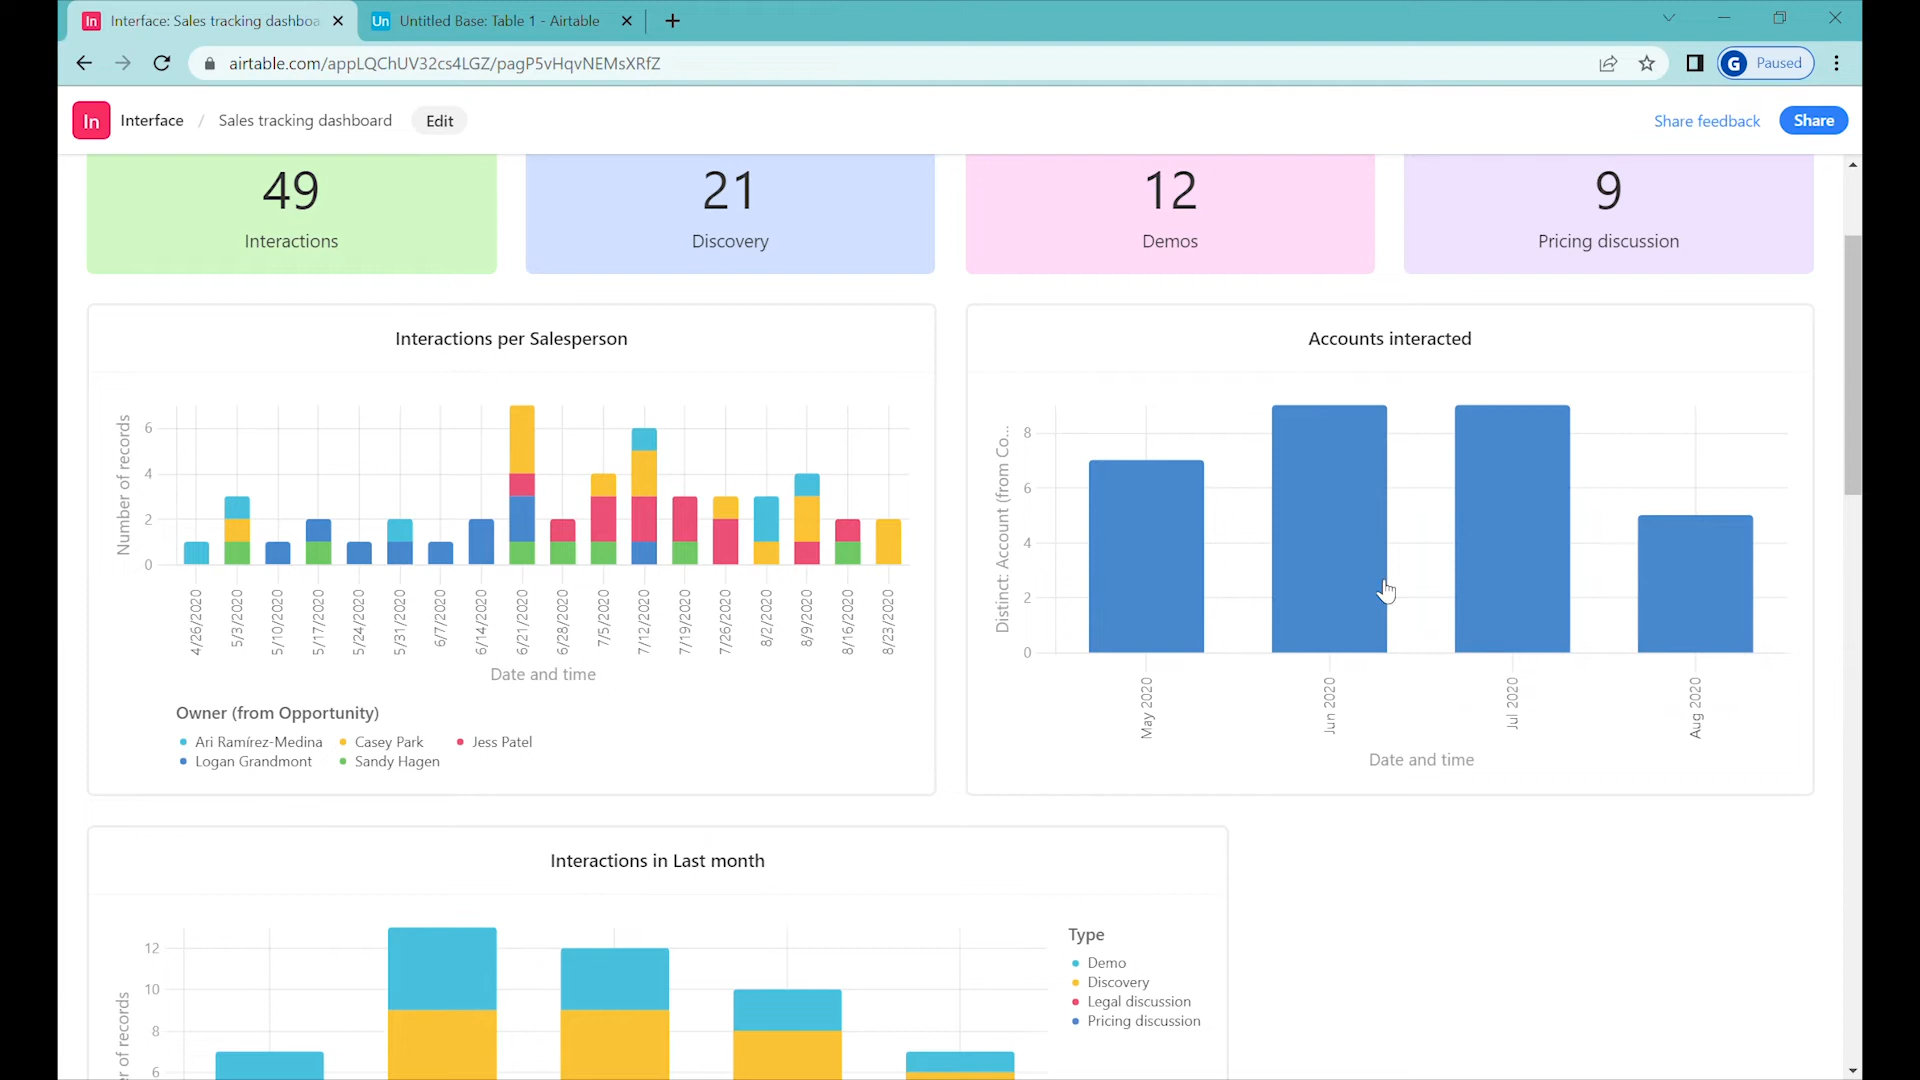 In Interface: Sales tracking dashboa
Un Untitled Base: Table 1 - Airtable
airtable.com/appLQChUV32cs4LGZ/pagP5vHqvNEMsXRfZ
G Paused
In Interface / Sales tracking dashboard Edit
Share feedback Share
49
Interactions
21
Discovery
12
Demos
9
Pricing discussion
Interactions per Salesperson
Number of records
6
4
2
0
4/26/2020
5/3/2020
5/10/2020
5/17/2020
5/24/2020
5/31/2020
6/7/2020
6/14/2020
6/21/2020
6/28/2020
7/5/2020
7/12/2020
7/19/2020
7/26/2020
8/2/2020
8/9/2020
8/16/2020
8/23/2020
Date and time
Owner (from Opportunity)
Ari Ramírez-Medina Casey Park Jess Patel
Logan Grandmont Sandy Hagen
Accounts interacted
Distinct: Account (from Co...
8
6
4
2
0
May 2020
Jun 2020
Jul 2020
Aug 2020
Date and time
Interactions in Last month
er of records
12
10
8
6
Type
Demo
Discovery
Legal discussion
Pricing discussion